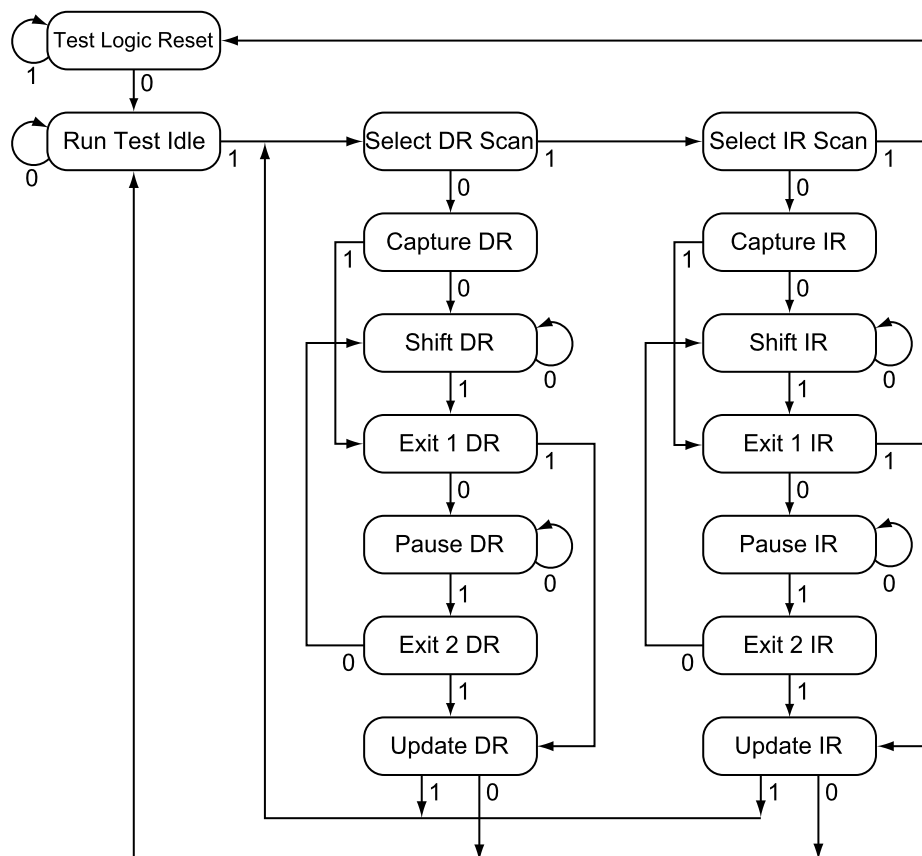 Test Logic Reset
1
0
Run Test Idle
0
1
Select DR Scan
1
Select IR Scan
1
0
0
Capture DR
1
0
Capture IR
1
0
Shift DR
0
1
Shift IR
0
1
Exit 1 DR
1
0
Exit 1 IR
1
0
Pause DR
0
1
Pause IR
0
1
Exit 2 DR
0
1
Exit 2 IR
0
1
Update DR
1
0
Update IR
1
0